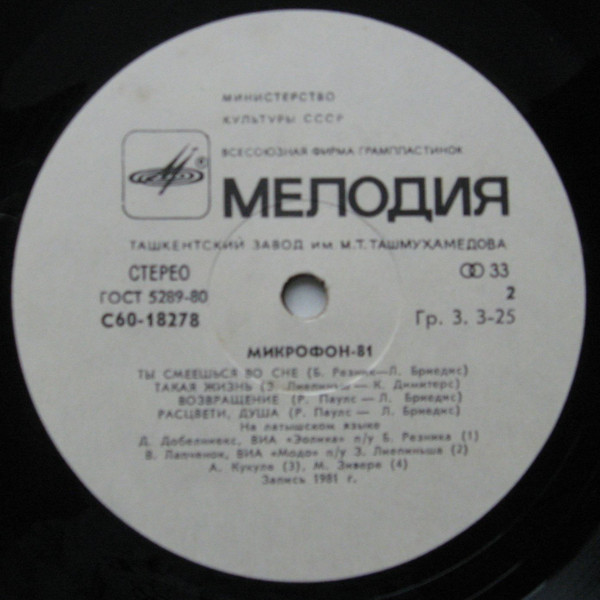 МИНИСТЕРСТВО
КУЛЬТУРЫ СССР
ВСЕСОЮЗНАЯ ФИРМА ГРАМПЛАСТИНОК
®
МЕЛОДИЯ
ТАШКЕНТСКИЙ ЗАВОД ИМ. М.Т. ТАШМУХАМЕДОВА
СТЕРЕО
33
ГОСТ 5289-80
2
С60-18278
Гр. 3. 3-25
МИКРОФОН-81
ТЫ СМЕЕШЬСЯ ВО СНЕ (Б. Резник — Л. Бриедис)
ТАКАЯ ЖИЗНЬ (З. Лиепиньш — К. Димитерс)
ВОЗВРАЩЕНИЕ (Р. Паулс — Л. Бриедис)
РАСЦВЕТИ, ДУША (Р. Паулс — Л. Бриедис)
На латышском языке
Д. Добелниекс, ВИА «Эолика» п/у Б. Резника (1)
В. Лапченок, ВИА «Модо» п/у З. Лиепиньша (2)
А. Кукуле (3), М. Зивере (4)
Запись 1981 г.